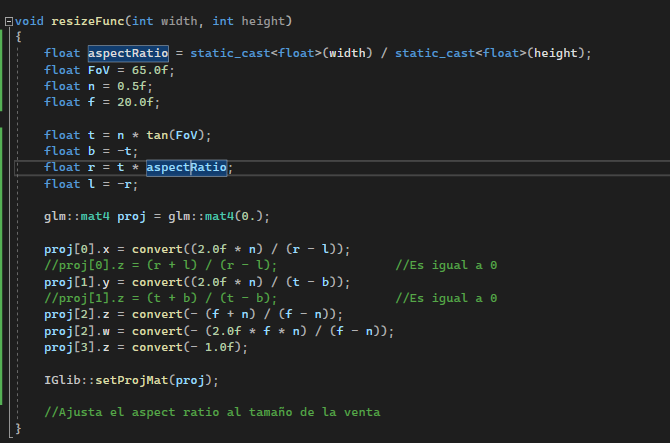 void resizeFunc(int width, int height)
{
float aspectRatio = static_cast<float>(width) / static_cast<float>(height);
float FoV = 65.0f;
float n = 0.5f;
float f = 20.0f;
float t = n * tan(FoV);
float b = -t;
float r = t * aspectRatio;
float l = -r;
glm::mat4 proj = glm::mat4(0.);
proj[0].x = convert((2.0f * n) / (r - l));
//proj[0].z = (r + l) / (r - l); //Es igual a 0
proj[1].y = convert((2.0f * n) / (t - b));
//proj[1].z = (t + b) / (t - b); //Es igual a 0
proj[2].z = convert(- (f + n) / (f - n));
proj[2].w = convert(- (2.0f * f * n) / (f - n));
proj[3].z = convert(- 1.0f);
IGlib::setProjMat(proj);
//Ajusta el aspect ratio al tamaño de la venta
}